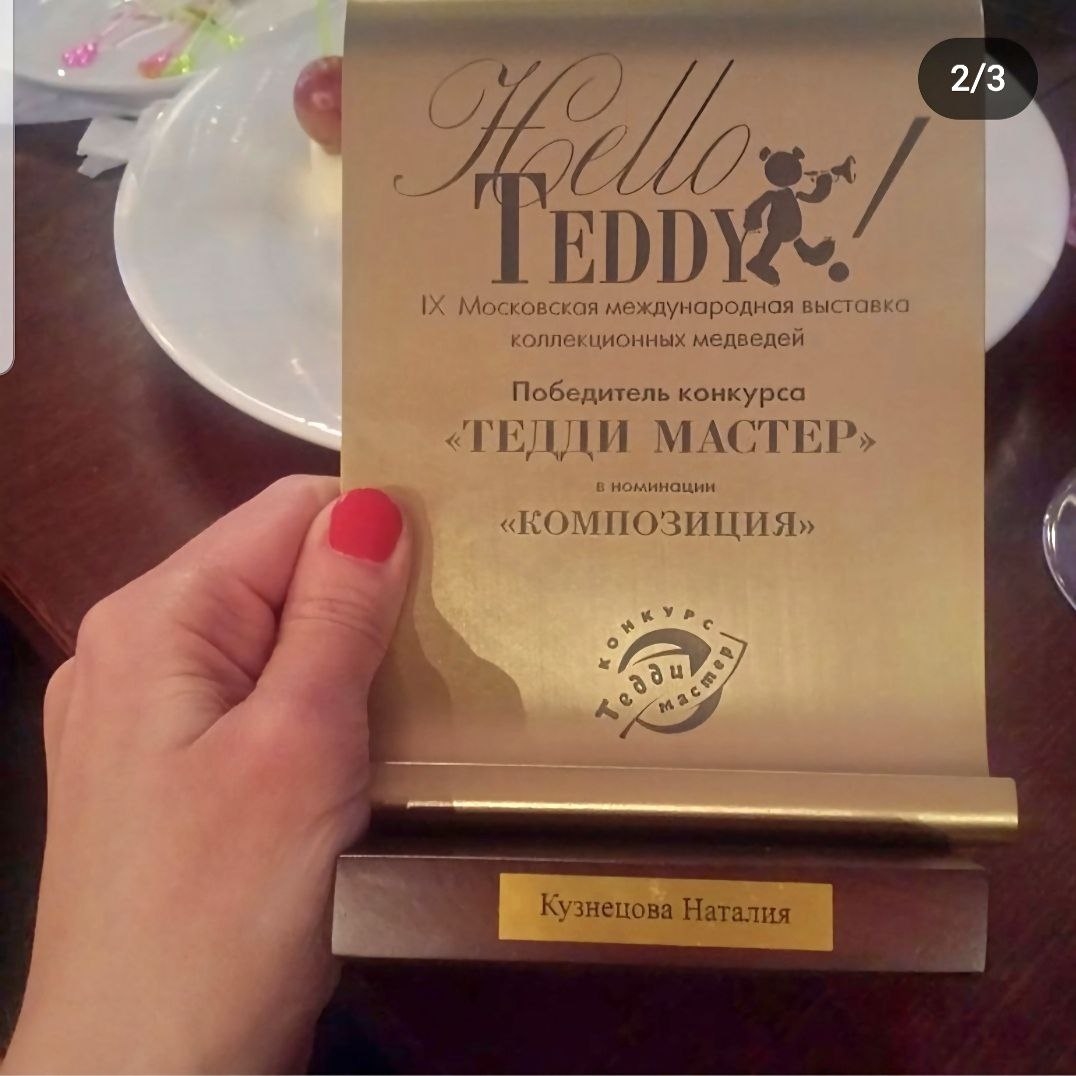 2/3
Hello
TEDDY!
IX Московская международная выставка
коллекционных медведей
Победитель конкурса
«ТЕДДИ МАСТЕР»
в номинации
«КОМПОЗИЦИЯ»
КОНКУРС
Тедди
мастер
Кузнецова Наталия